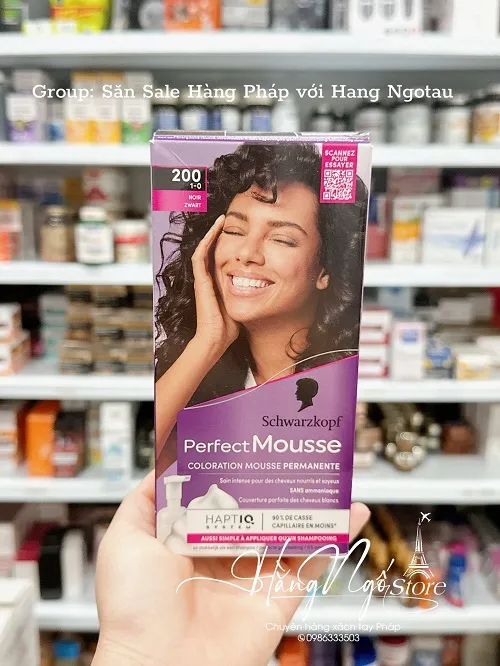 Group: Săn Sale Hàng Pháp với Hang Ngotau
SCANNEZ
POUR
ESSAYER
200
1-0
NOIR
ZWART
Schwarzkopf
Perfect Mousse
COLORATION MOUSSE PERMANENTE
Soin intense pour des cheveux nourris et soyeux
SANS ammoniaque
Couverture parfaite des cheveux blancs
HAPTIQ
SYSTEM
90% DE CASSE
CAPILLAIRE EN MOINS*
AUSSI SIMPLE À APPLIQUER QU'UN SHAMPOOING
Hằng Ngố Store
Chuyên hàng xách tay Pháp
0986333503